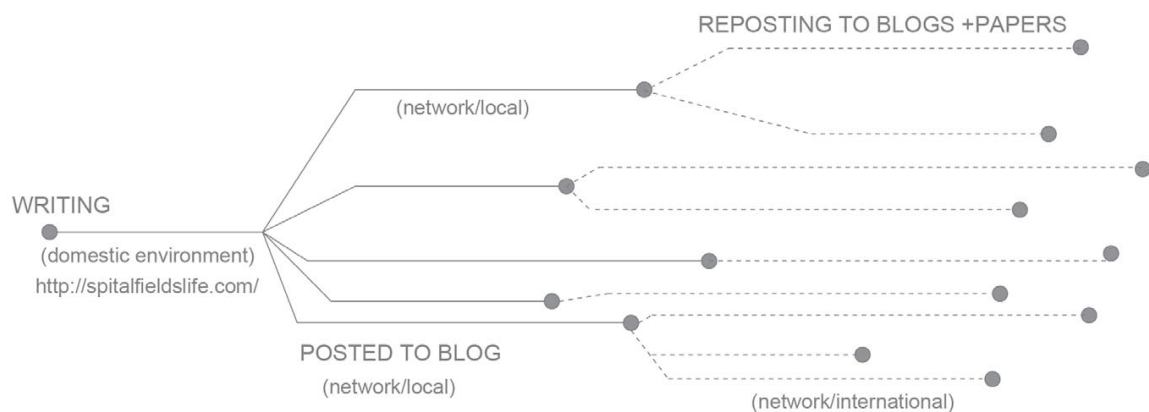 REPOSTING TO BLOGS +PAPERS
(network/local)
WRITING
(domestic environment)
http://spitalfieldslife.com/
POSTED TO BLOG
(network/local)
(network/international)